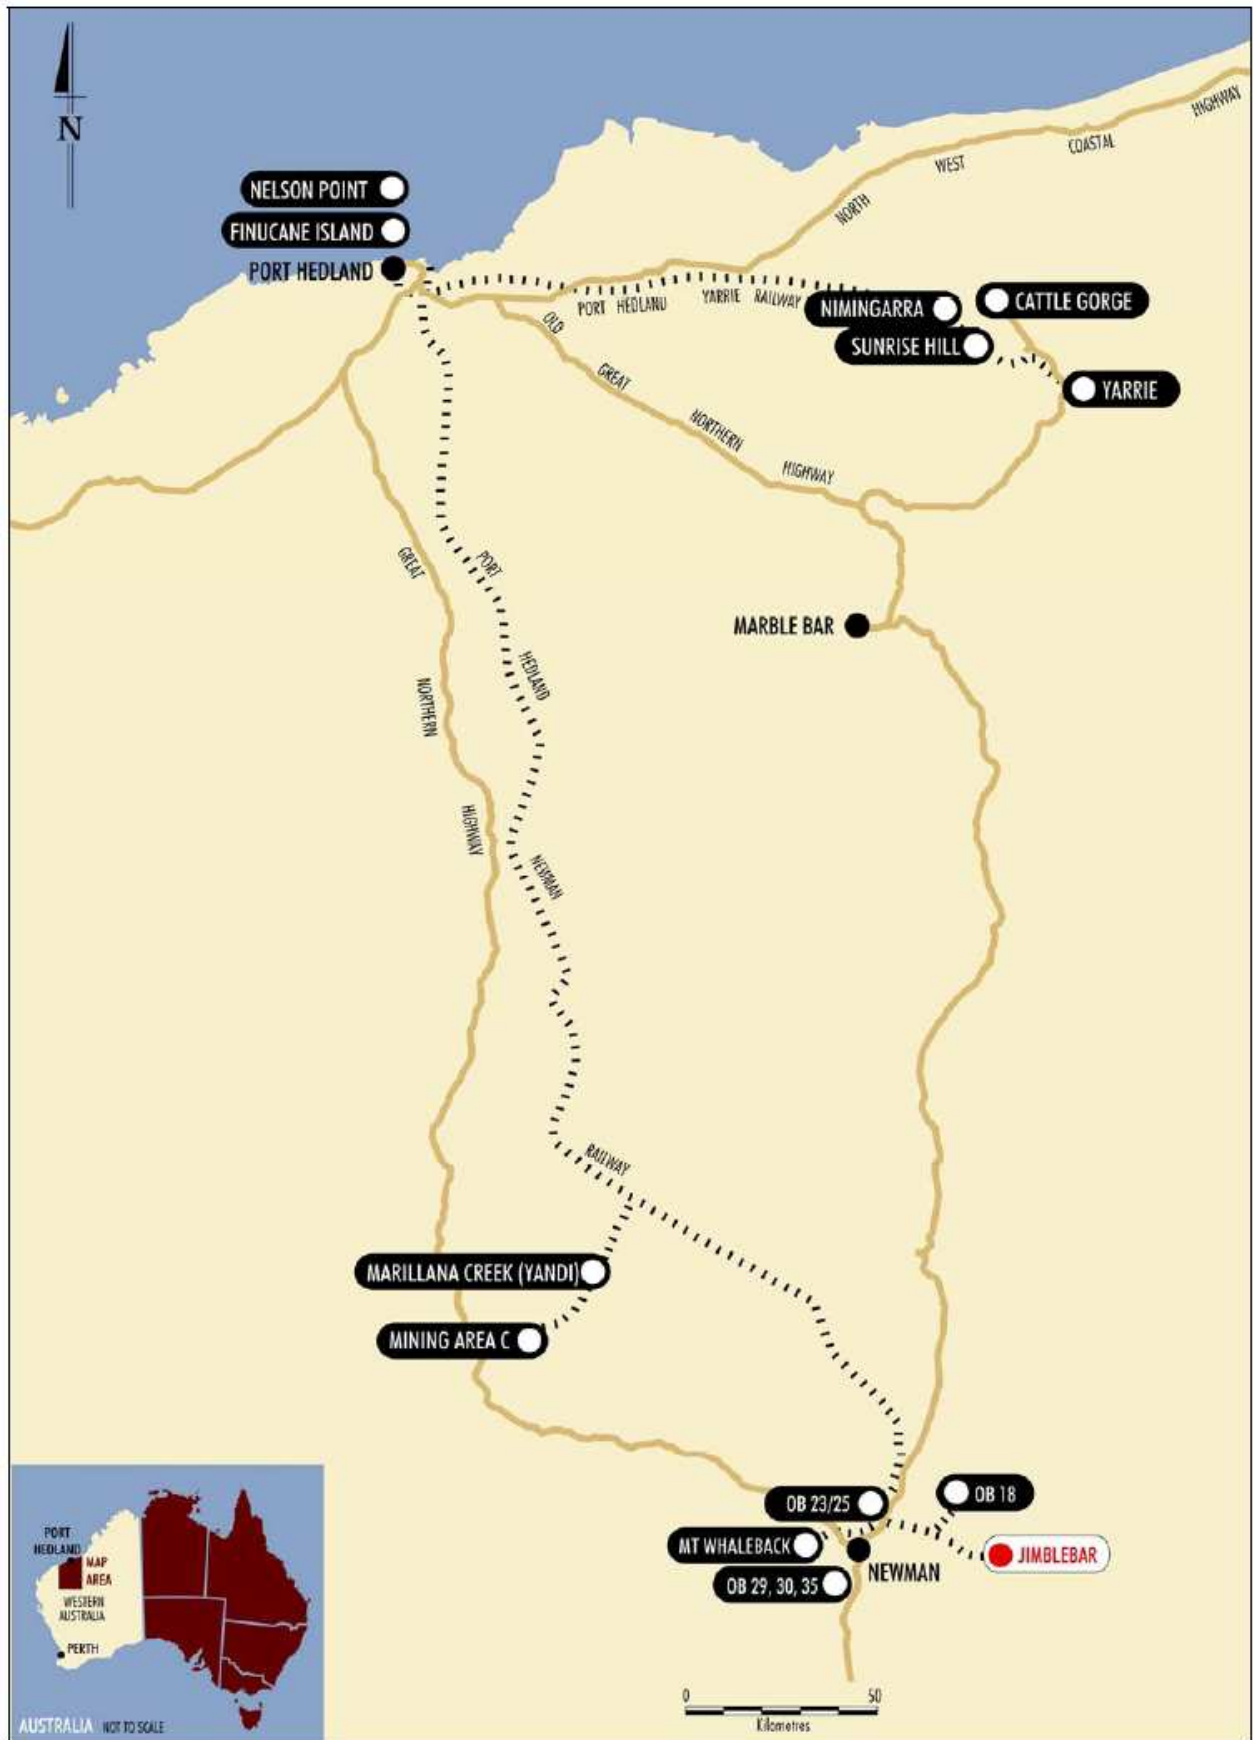 N
HIGHWAY
COASTAL
WEST
NORTH
NELSON POINT
FINUCANE ISLAND
PORT HEDLAND
PORT HEDLAND YARRIE RAILWAY
NIMINGARRA
CATTLE GORGE
SUNRISE HILL
YARRIE
OLD
GREAT
NORTHERN
HIGHWAY
GREAT
NORTHERN
HIGHWAY
PORT
HEDLAND
NEWMAN
RAILWAY
MARBLE BAR
MARILLANA CREEK (YANDI)
MINING AREA C
OB 23/25
OB 18
MT WHALEBACK
JIMBLEBAR
NEWMAN
OB 29, 30, 35
PORT
HEDLAND
MAP
AREA
WESTERN
AUSTRALIA
PERTH
AUSTRALIA NOT TO SCALE
0 50
Kilometres